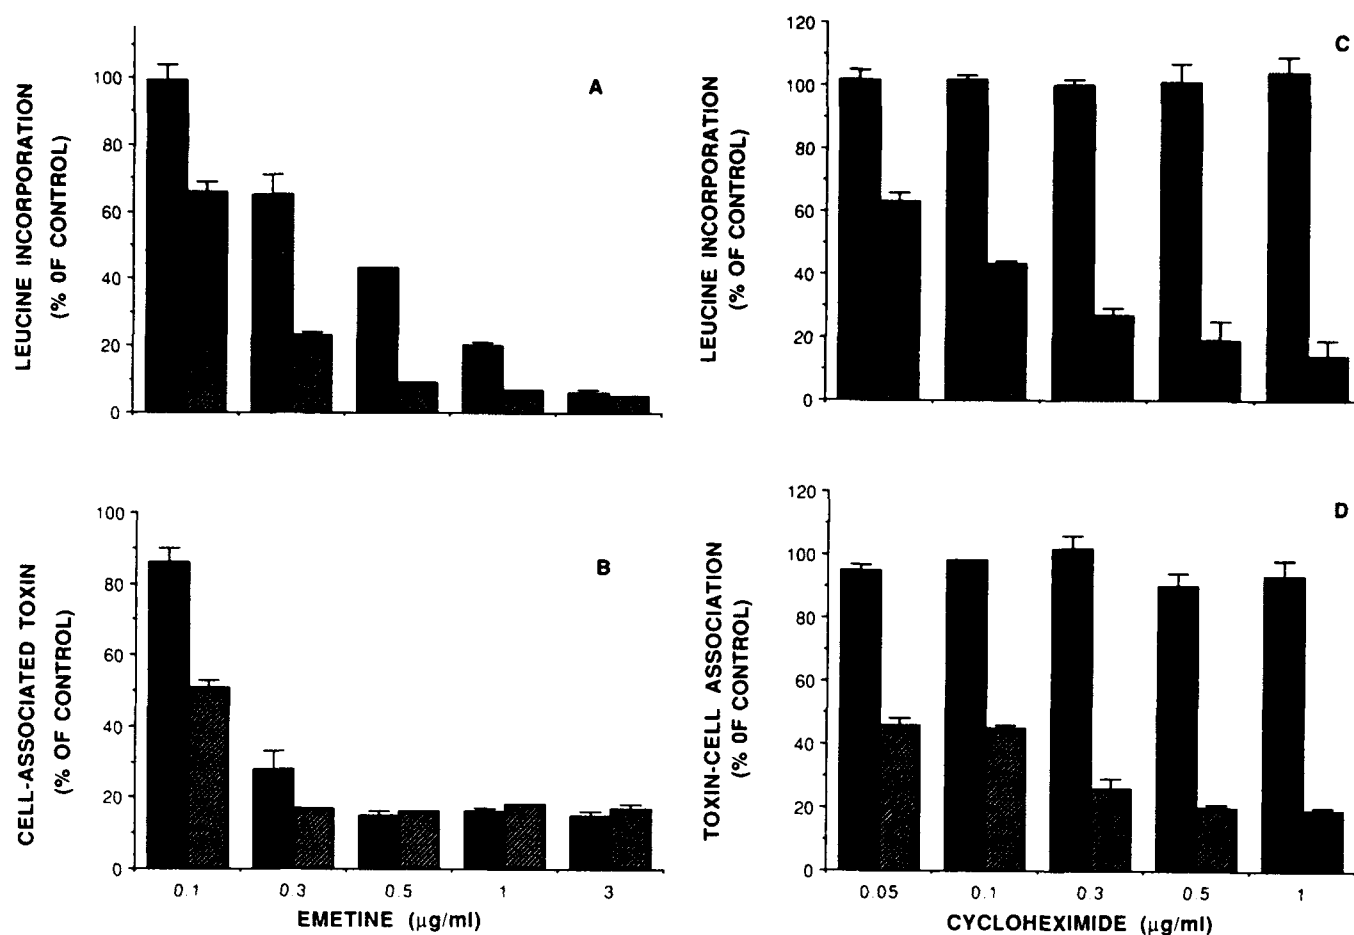 LEUCINE INCORPORATION
(% 0F CONTROL)
100
80
60
40
20
0
A
CELL-ASSOCIATED TOXIN
(% OF CONTROL)
100
80
60
40
20
0
B
0.1
0.3
0.5
1
3
EMETINE (µg/ml)
LEUCINE INCORPORATION
(% OF CONTROL)
120
100
80
60
40
20
0
C
TOXIN-CELL ASSOCIATION
(% 0F CONTROL)
120
100
80
60
40
20
0
D
0.05
0.1
0.3
0.5
1
CYCLOHEXIMIDE (µg/ml)